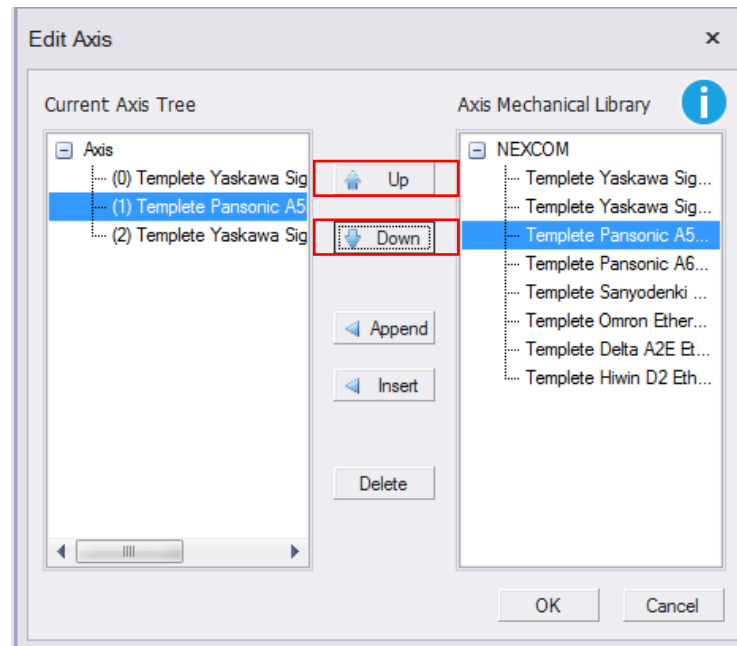 Edit Axis
Current Axis Tree
Axis
(0) Templete Yaskawa Sig
(1) Templete Pansonic A5
(2) Templete Yaskawa Sig
Up
Down
Append
Insert
Delete
Axis Mechanical Library
NEXCOM
Templete Yaskawa Sig...
Templete Yaskawa Sig...
Templete Pansonic A5...
Templete Pansonic A6...
Templete Sanyodenki ...
Templete Omron Ether...
Templete Delta A2E Et...
Templete Hiwin D2 Eth...
OK
Cancel